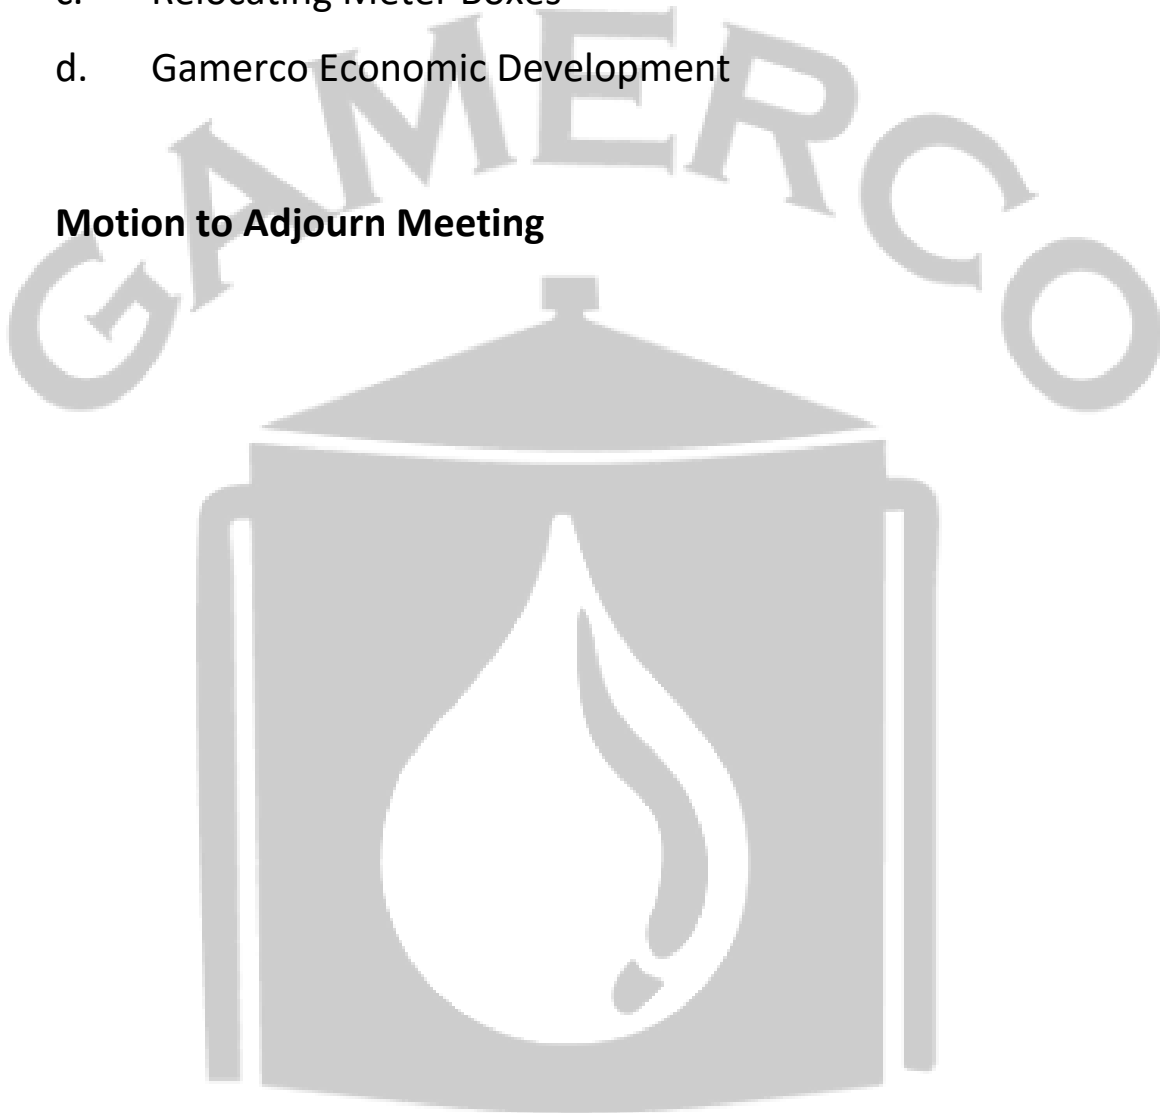 c. Relocating Meter Boxes
d. Gamerco Economic Development
Motion to Adjourn Meeting
GAMERCO